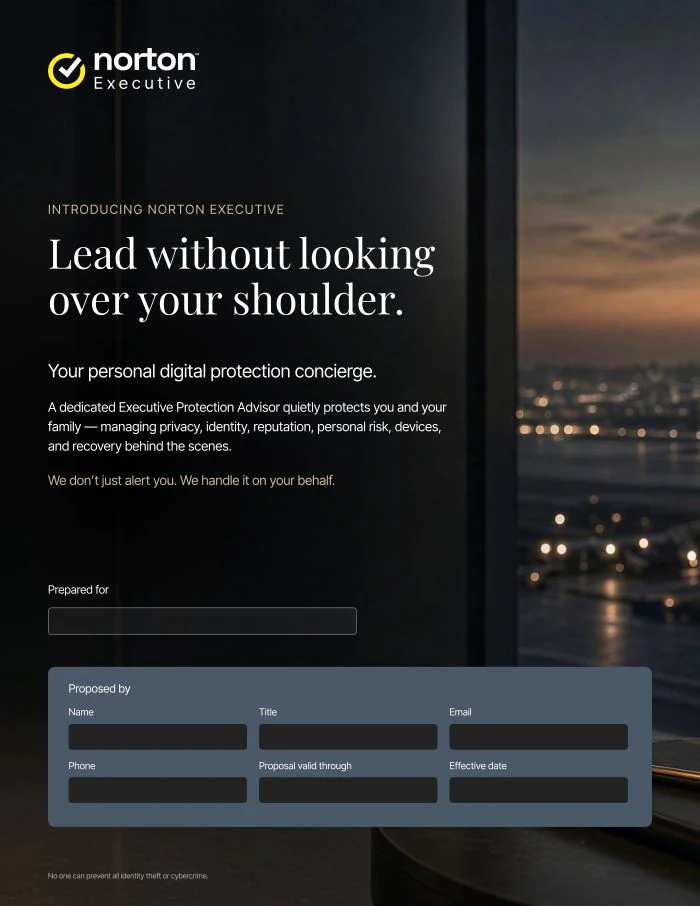 norton™
Executive
INTRODUCING NORTON EXECUTIVE
Lead without looking
over your shoulder.
Your personal digital protection concierge.
A dedicated Executive Protection Advisor quietly protects you and your
family — managing privacy, identity, reputation, personal risk, devices,
and recovery behind the scenes.
We don’t just alert you. We handle it on your behalf.
Prepared for
Proposed by
Name Title Email
Phone Proposal valid through Effective date
No one can prevent all identity theft or cybercrime.